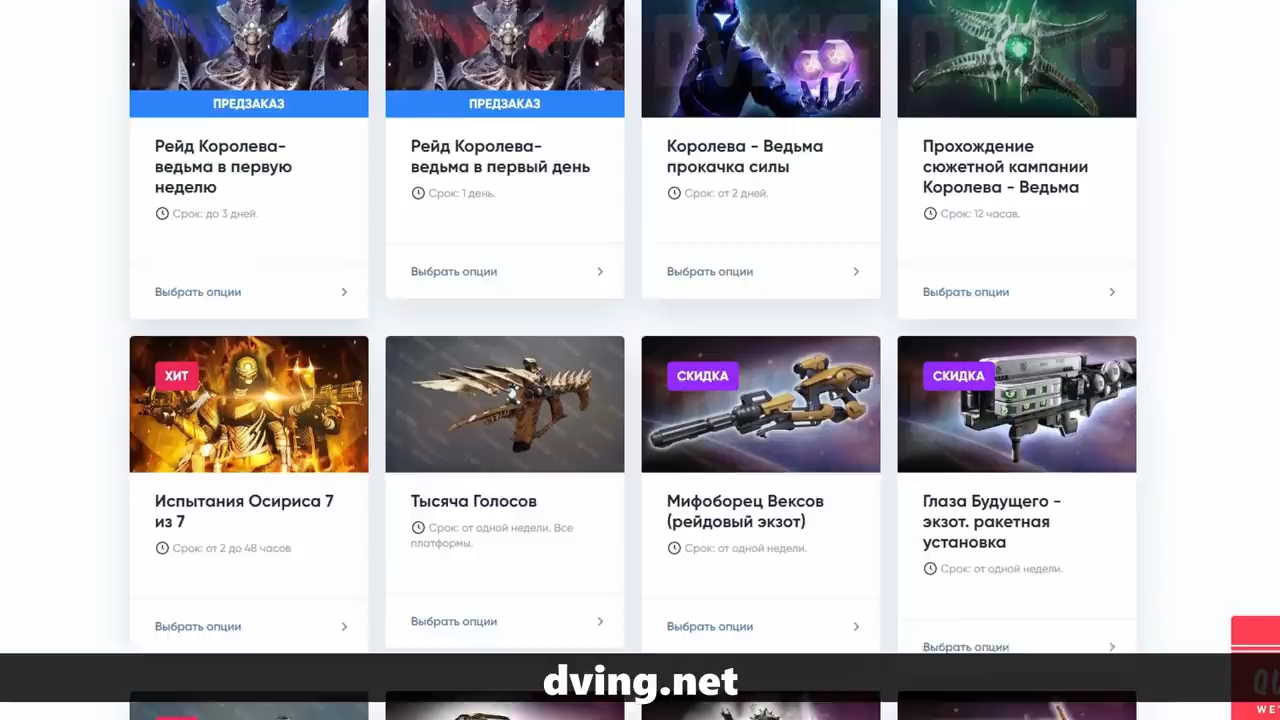 ПРЕДЗАКАЗ
Рейд Королева-
ведьма в первую
неделю
Срок: до 3 дней.
Выбрать опции
ПРЕДЗАКАЗ
Рейд Королева-
ведьма в первый день
Срок: 1 день.
Выбрать опции
Королева - Ведьма
прокачка силы
Срок: от 2 дней.
Выбрать опции
Прохождение
сюжетной кампании
Королева - Ведьма
Срок: 12 часов.
Выбрать опции
ХИТ
Испытания Осириса 7
из 7
Срок: от 2 до 48 часов
Выбрать опции
Тысяча Голосов
Срок: от одной недели. Все
платформы.
Выбрать опции
СКИДКА
Мифоборец Вексов
(рейдовый экзот)
Срок: от одной недели.
Выбрать опции
СКИДКА
Глаза Будущего -
экзот. ракетная
установка
Срок: от одной недели.
Выбрать опции
dving.net